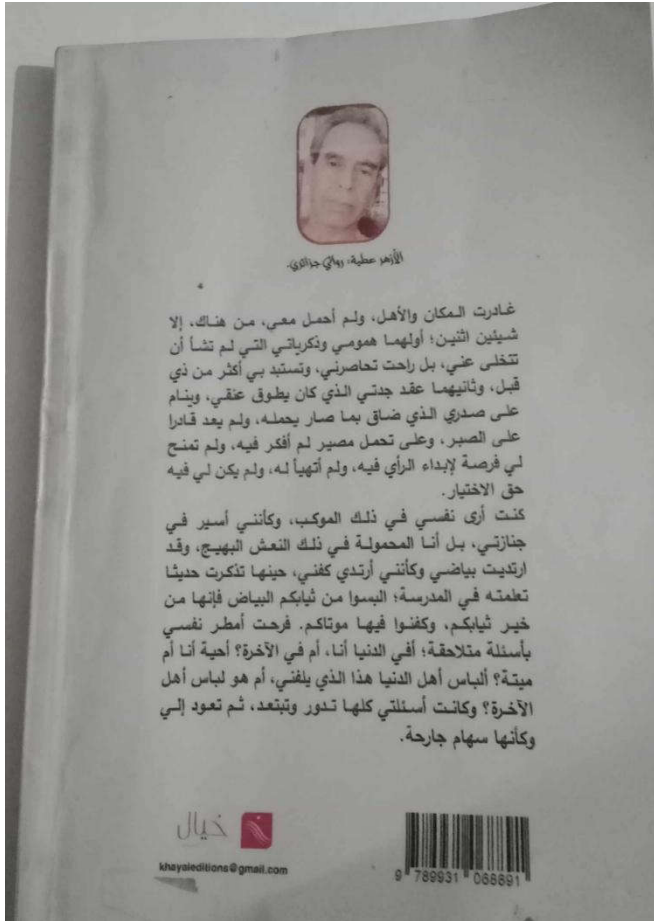 الأزهر عطية، روائي جزائري.
غادرت المكان والأهل، ولم أحمل معي، من هناك، إلا
شيئين اثنين؛ أولهما همومي وذكرياتي التي لم تشأ أن
تتخلى عني، بل راحت تحاصرني، وتستبد بي أكثر من ذي
قبل، وثانيهما عقد جدتي الذي كان يطوق عنقي، وينام
على صدري الذي ضاق بما صار يحمله، ولم يعد قادرا
على الصبر، وعلى تحمل مصير لم أفكر فيه، ولم تمنح
لي فرصة لإبداء الرأي فيه، ولم أتهيأ له، ولم يكن لي فيه
حق الاختيار.
كنت أرى نفسي في ذلك الموكب، وكأنني أسير في
جنازتي، بل أنا المحمولة في ذلك النعش البهيج، وقد
ارتديت بياضي وكأنني أرتدي كفني، حينها تذكرت حديثا
تعلمته في المدرسة؛ البسوا من ثيابكم البياض فإنها من
خير ثيابكم، وكفنوا فيها موتاكم. فرحت أمطر نفسي
بأسئلة متلاحقة؛ أفي الدنيا أنا، أم في الآخرة؟ أحية أنا أم
ميتة؟ ألباس أهل الدنيا هذا الذي يلفني، أم هو لباس أهل
الآخرة؟ وكانت أسئلتي كلها تدور وتبتعد، ثم تعود إلي
وكأنها سهام جارحة.
خيال
khayaleditions@gmail.com
9 789931 068891